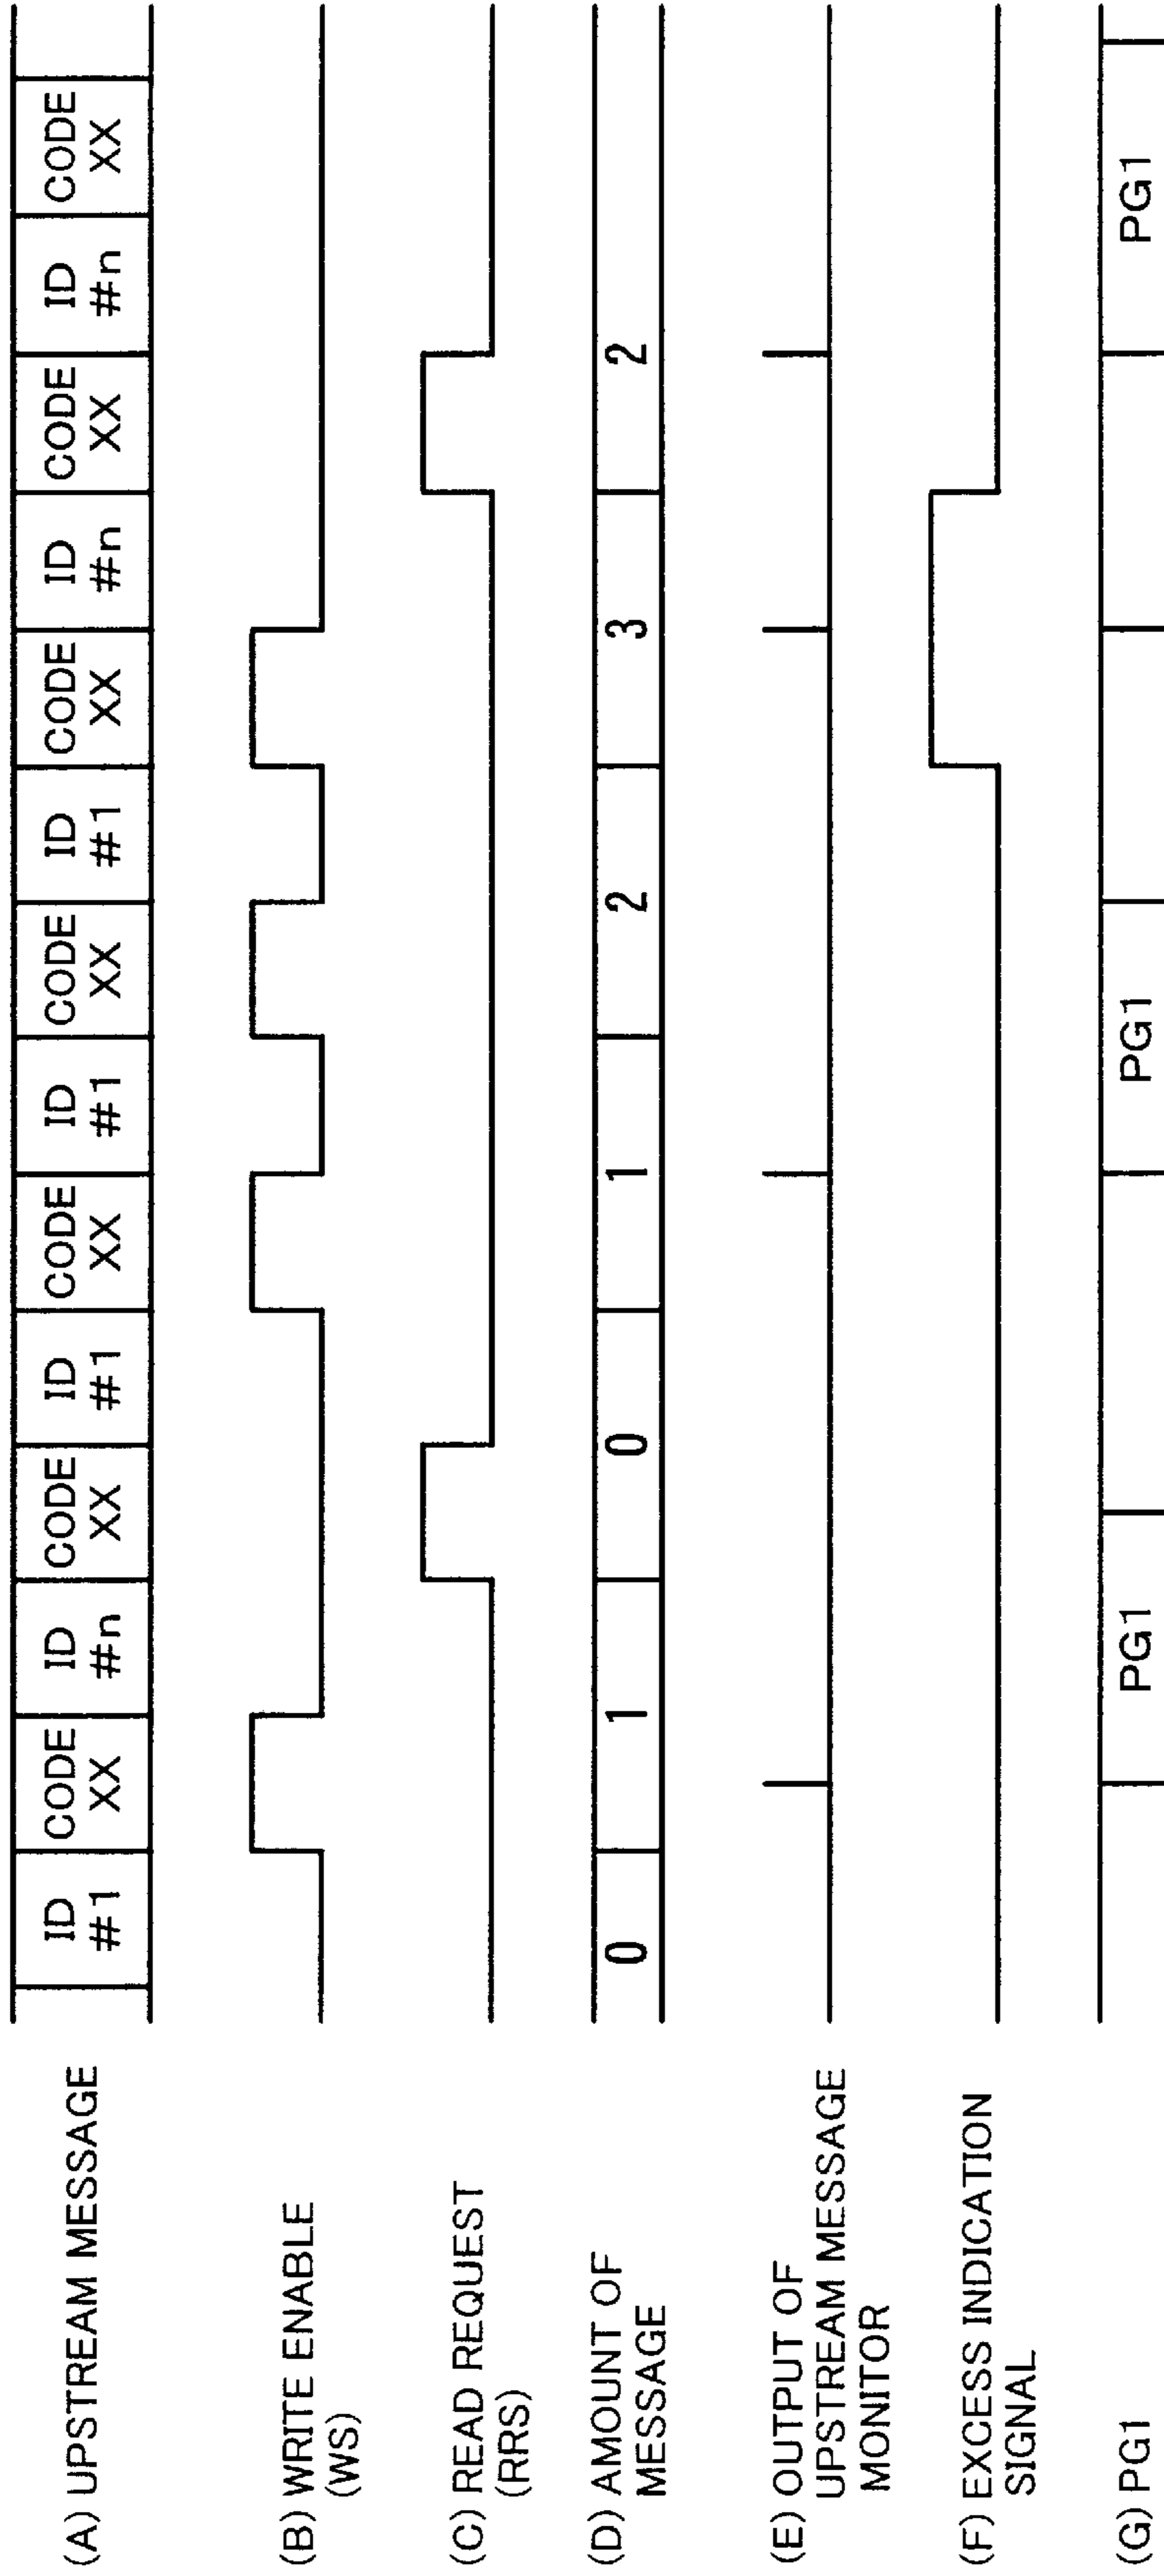 (A) UPSTREAM MESSAGE
ID
#1
CODE
XX
ID
#n
CODE
XX
ID
#1
CODE
XX
ID
#1
CODE
XX
ID
#1
CODE
XX
ID
#n
CODE
XX
ID
#n
CODE
XX
(B) WRITE ENABLE
(WS)
(C) READ REQUEST
(RRS)
(D) AMOUNT OF
MESSAGE
0 1 0 1 2 3 2
(E) OUTPUT OF
UPSTREAM MESSAGE
MONITOR
(F) EXCESS INDICATION
SIGNAL
(G) PG1
PG1 PG1 PG1